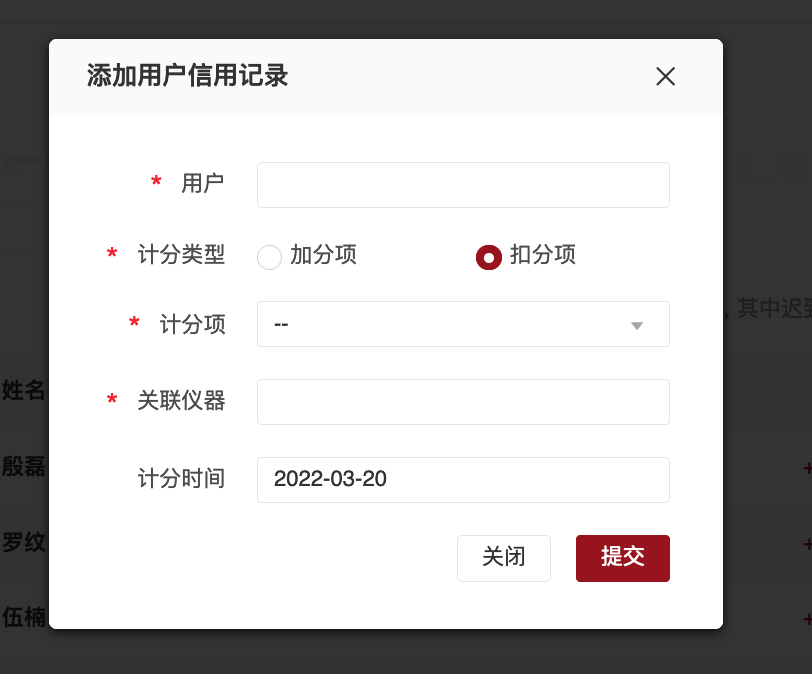 添加用户信用记录
* 用户
* 计分类型 加分项 扣分项
, 其中迟到
* 计分项 --
姓名
* 关联仪器
殷磊
计分时间 2022-03-20
罗纹
关闭 提交
伍楠